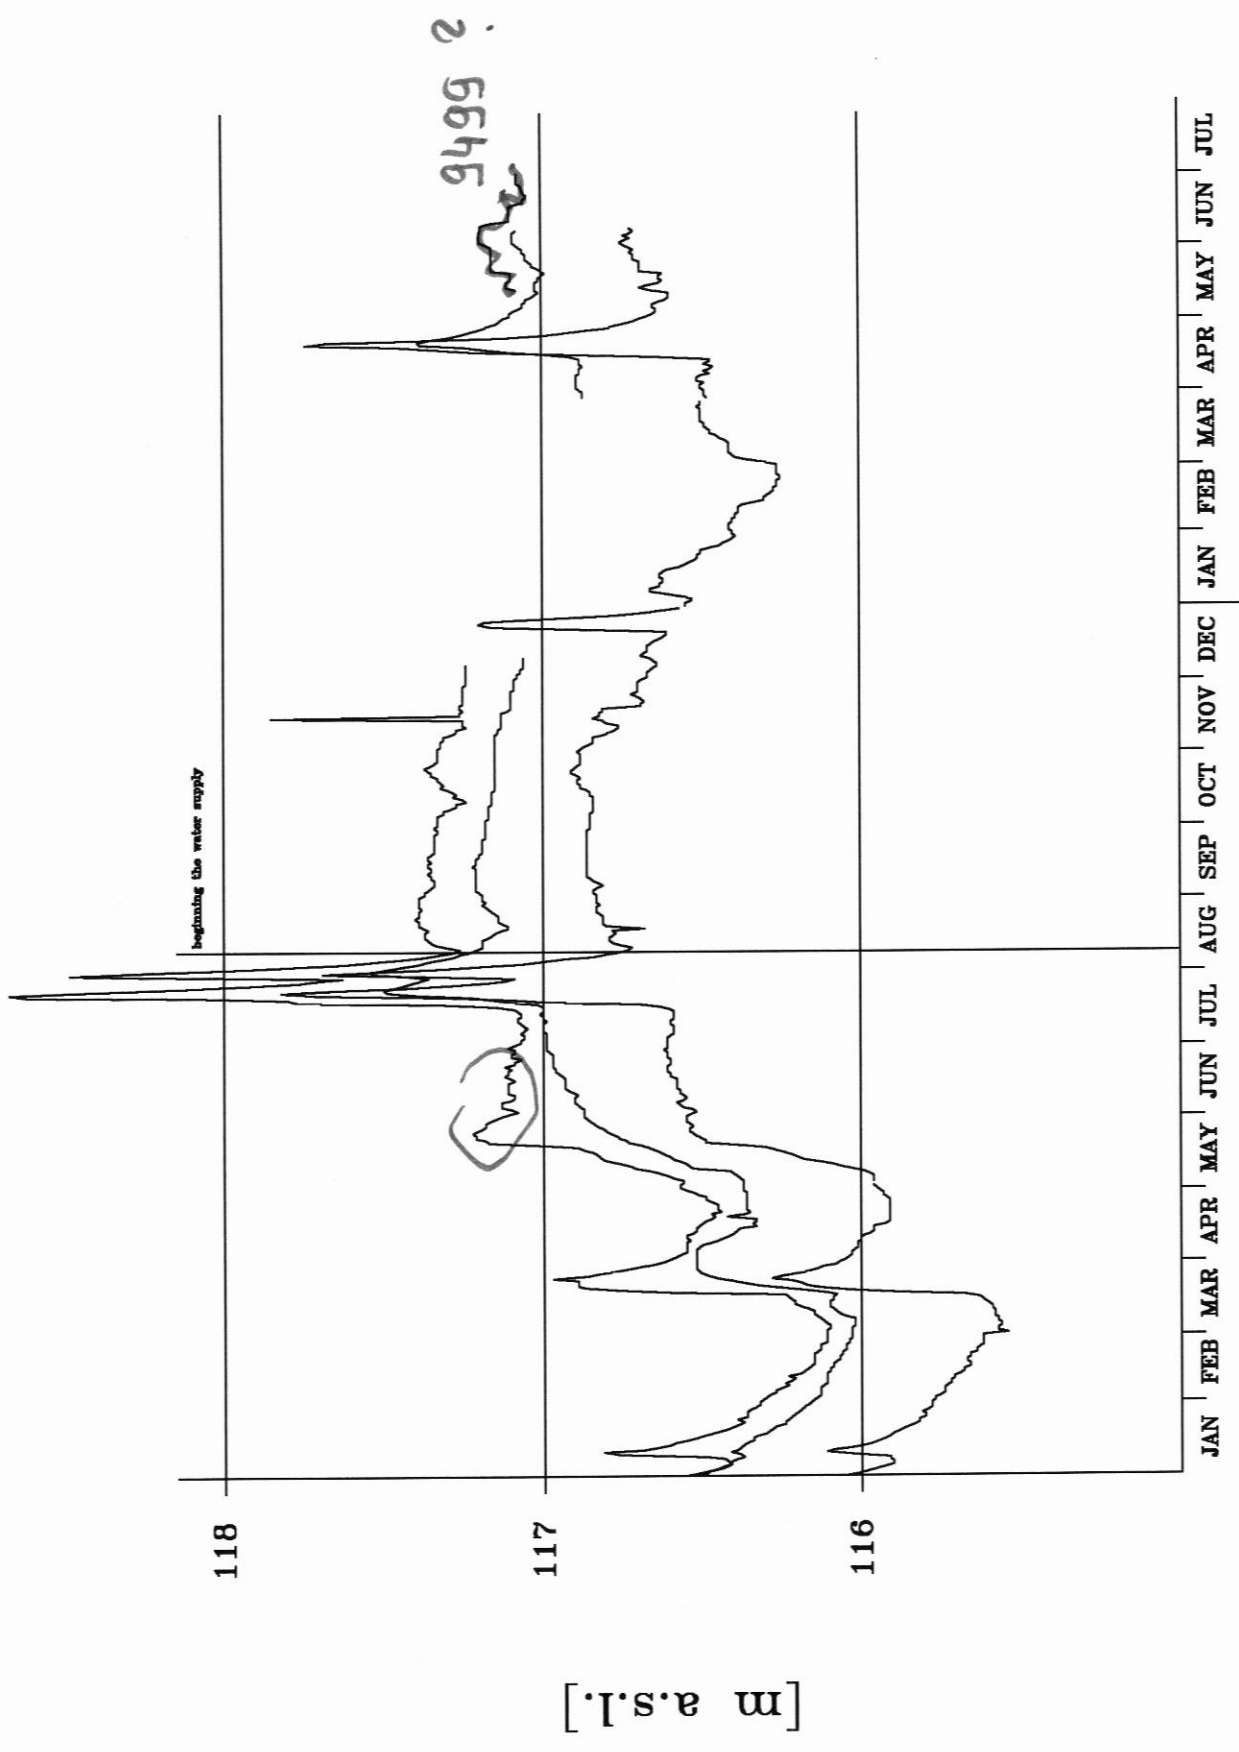 9499 ?
beginning the water supply
118
117
116
[m a.s.l.]
JAN FEB MAR APR MAY JUN JUL AUG SEP OCT NOV DEC JAN FEB MAR APR MAY JUN JUL